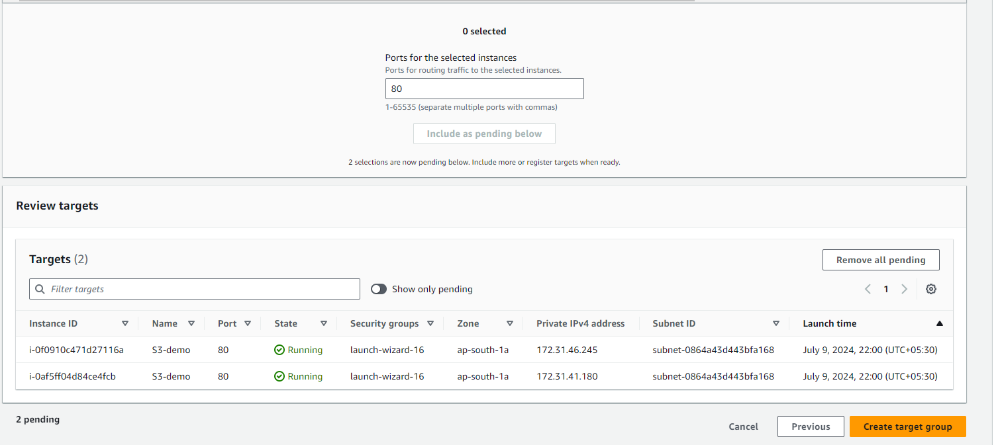 0 selected
Ports for the selected instances
Ports for routing traffic to the selected instances.
80
1-65535 (separate multiple ports with commas)
Include as pending below
2 selections are now pending below. Include more or register targets when ready.
Review targets
Targets (2)
Remove all pending
Filter targets
Show only pending
1
Instance ID Name Port State Security groups Zone Private IPv4 address Subnet ID Launch time
i-0f0910c471d27116a S3-demo 80 Running launch-wizard-16 ap-south-1a 172.31.46.245 subnet-0864a43d443bfa168 July 9, 2024, 22:00 (UTC+05:30)
i-0af5ff04d84ce4fcb S3-demo 80 Running launch-wizard-16 ap-south-1a 172.31.41.180 subnet-0864a43d443bfa168 July 9, 2024, 22:00 (UTC+05:30)
2 pending
Cancel Previous Create target group